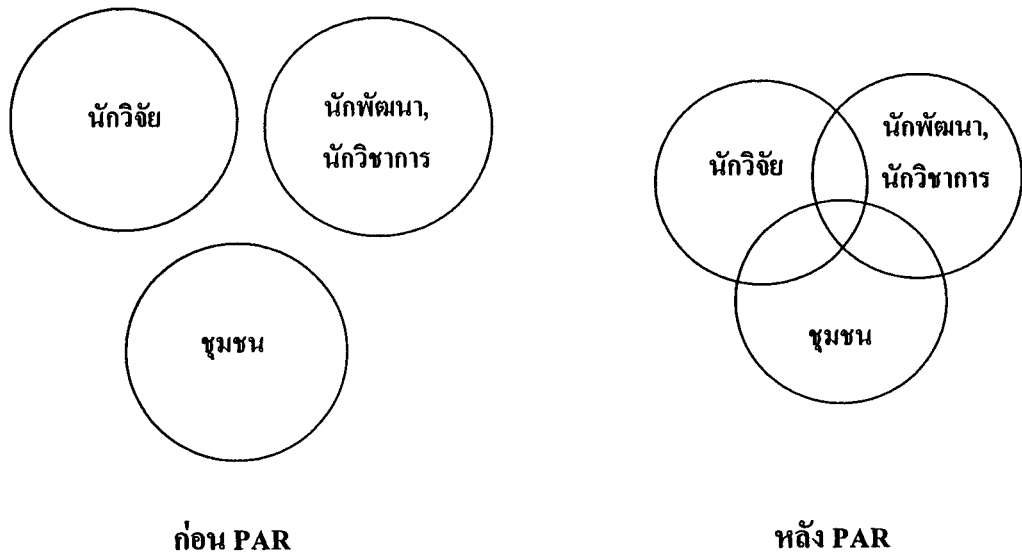 นักวิจัย
นักพัฒนา,
นักวิชาการ
ชุมชน
ก่อน PAR
นักวิจัย
นักพัฒนา,
นักวิชาการ
ชุมชน
หลัง PAR